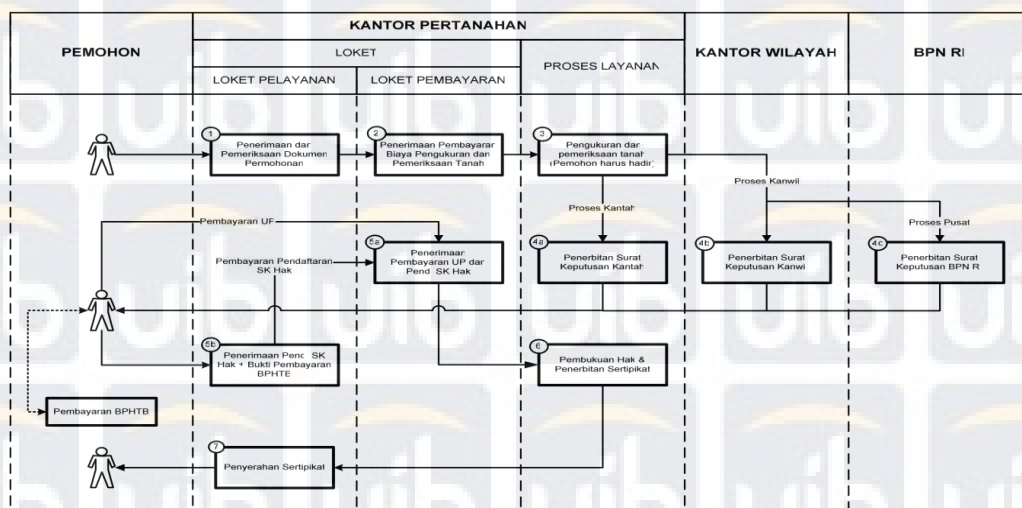 KANTOR PERTANAHAN
PEMOHON
LOKET
PROSES LAYANAN
KANTOR WILAYAH
BPN RI
LOKET PELAYANAN
LOKET PEMBAYARAN
1
Penerimaan dan
Pemeriksaan Dokumen
Permohonan
2
Penerimaan Pembayaran
Biaya Pengukuran dan
Pemeriksaan Tanah
3
Pengukuran dan
pemeriksaan tanah
(Pemohon harus hadir)
Proses Kanwil
Proses Kantah
Proses Pusat
Pembayaran UP
5a
Penerimaan
Pembayaran UP dan
Pend. SK Hak
4a
Penerbitan Surat
Keputusan Kantah
4b
Penerbitan Surat
Keputusan Kanwil
4c
Penerbitan Surat
Keputusan BPN RI
Pembayaran Pendaftaran
SK Hak
5b
Penerimaan Pend. SK
Hak + Bukti Pembayaran
BPHTB
6
Pembukuan Hak &
Penerbitan Sertipikat
Pembayaran BPHTB
7
Penyerahan Sertipikat
uib